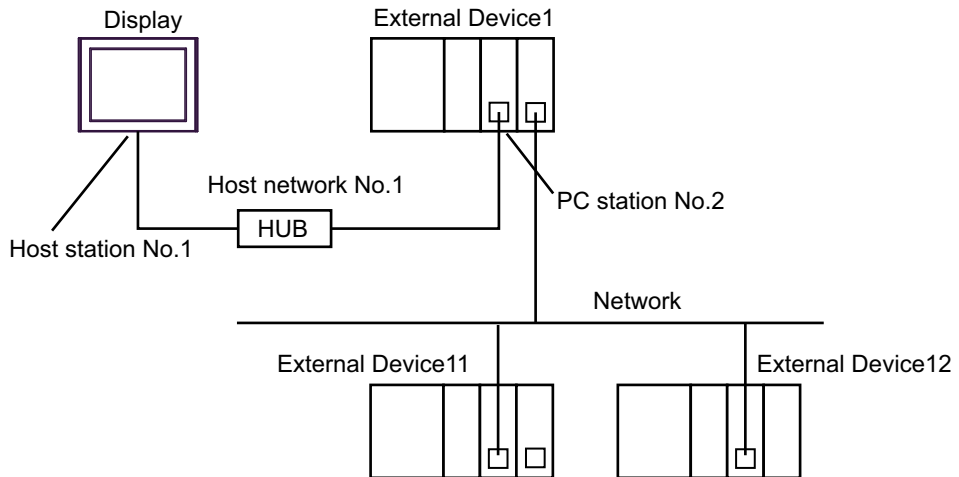 Display
External Device1
Host network No.1
PC station No.2
HUB
Host station No.1
Network
External Device11
External Device12